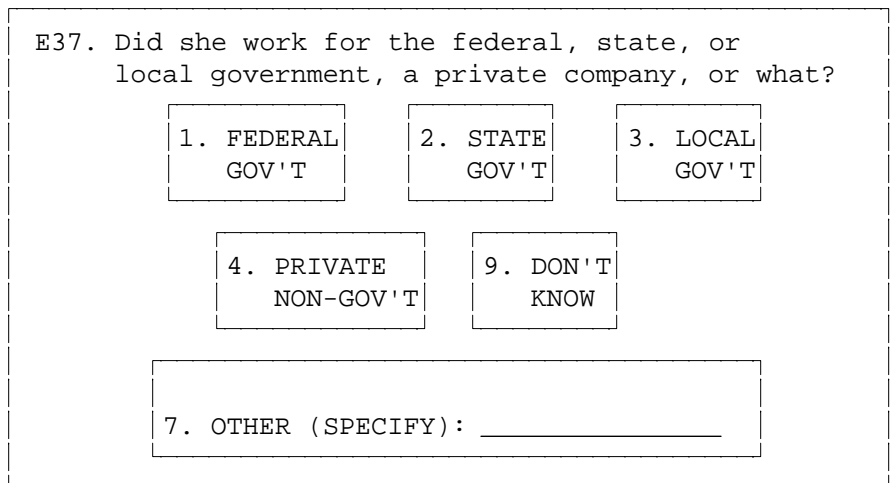 E37. Did she work for the federal, state, or
local government, a private company, or what?
1. FEDERAL 2. STATE 3. LOCAL
GOV'T GOV'T GOV'T
4. PRIVATE 9. DON'T
NON-GOV'T KNOW
7. OTHER (SPECIFY): _______________